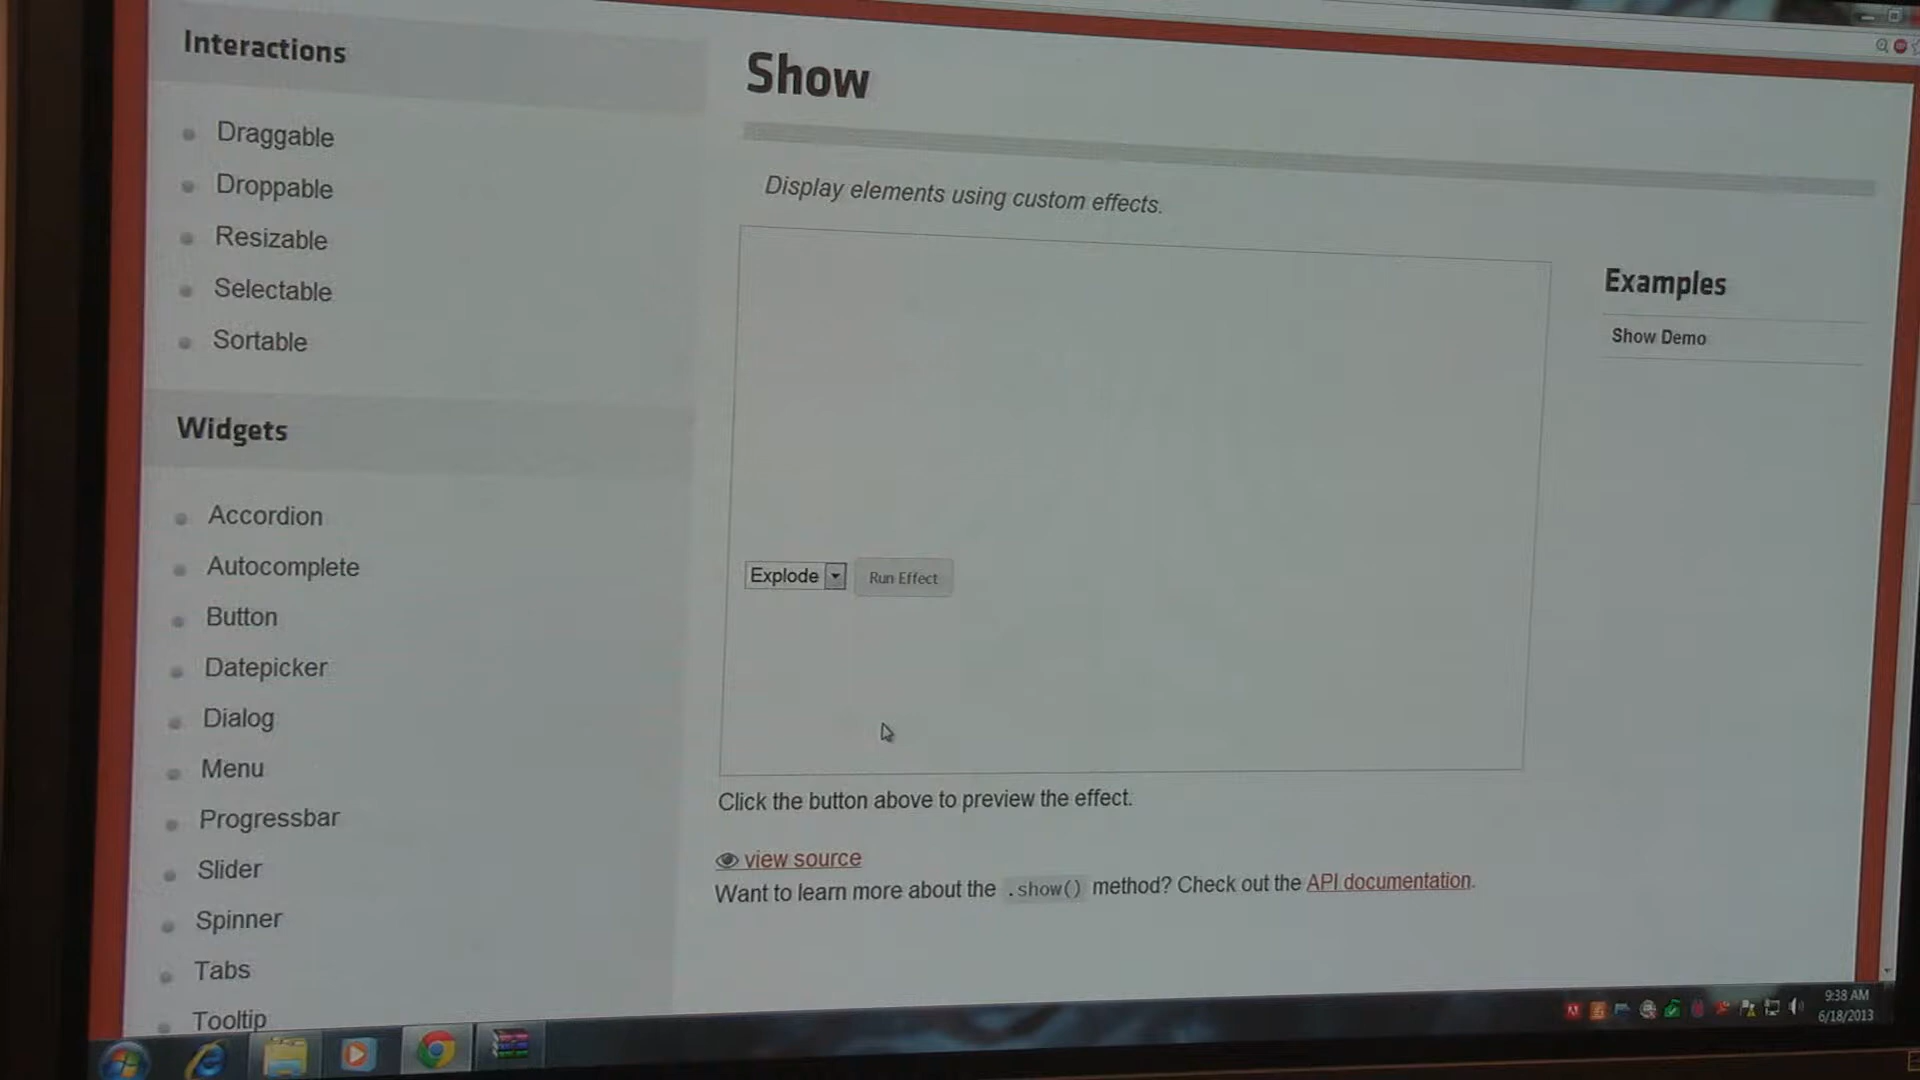 Interactions
Draggable
Droppable
Resizable
Selectable
Sortable
Widgets
Accordion
Autocomplete
Button
Datepicker
Dialog
Menu
Progressbar
Slider
Spinner
Tabs
Tooltip
Show
Display elements using custom effects.
Explode Run Effect
Click the button above to preview the effect.
view source
Want to learn more about the .show() method? Check out the API documentation.
Examples
Show Demo
9:38 AM
6/18/2013